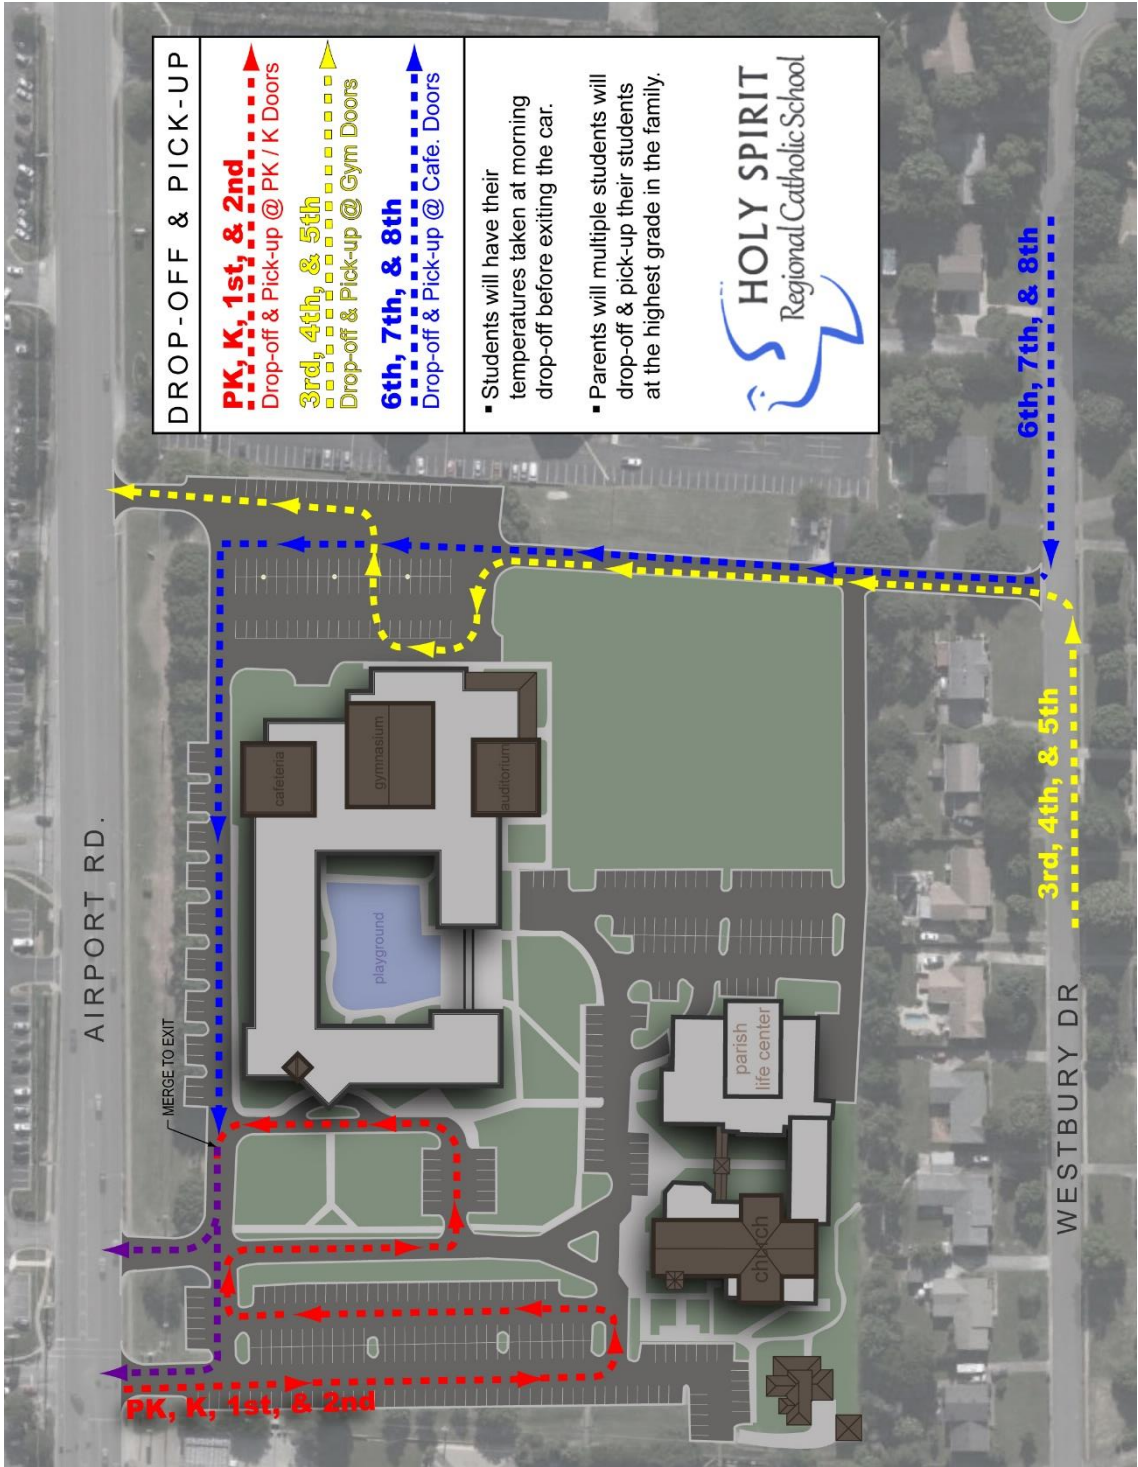 DROP-OFF & PICK-UP
PK, K, 1st, & 2nd
Drop-off & Pick-up @ PK / K Doors
3rd, 4th, & 5th
Drop-off & Pick-up @ Gym Doors
6th, 7th, & 8th
Drop-off & Pick-up @ Cafe. Doors
▪ Students will have their
temperatures taken at morning
drop-off before exiting the car.
▪ Parents will multiple students will
drop-off & pick-up their students
at the highest grade in the family.
HOLY SPIRIT
Regional Catholic School
AIRPORT RD.
MERGE TO EXIT
cafeteria
gymnasium
auditorium
playground
parish
life center
church
PK, K, 1st, & 2nd
3rd, 4th, & 5th
6th, 7th, & 8th
WESTBURY DR